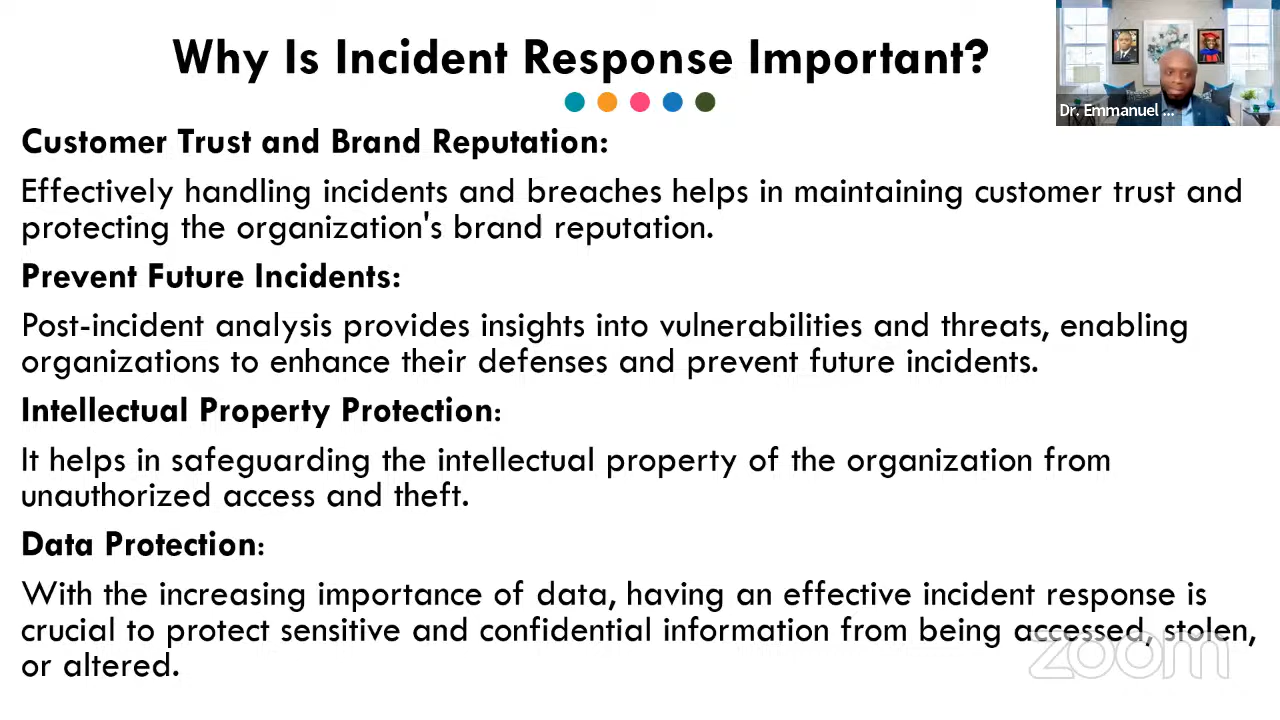 Why Is Incident Response Important?
Dr. Emmanuel ...
Customer Trust and Brand Reputation:
Effectively handling incidents and breaches helps in maintaining customer trust and
protecting the organization's brand reputation.
Prevent Future Incidents:
Post-incident analysis provides insights into vulnerabilities and threats, enabling
organizations to enhance their defenses and prevent future incidents.
Intellectual Property Protection:
It helps in safeguarding the intellectual property of the organization from
unauthorized access and theft.
Data Protection:
With the increasing importance of data, having an effective incident response is
crucial to protect sensitive and confidential information from being accessed, stolen,
or altered.
zoom